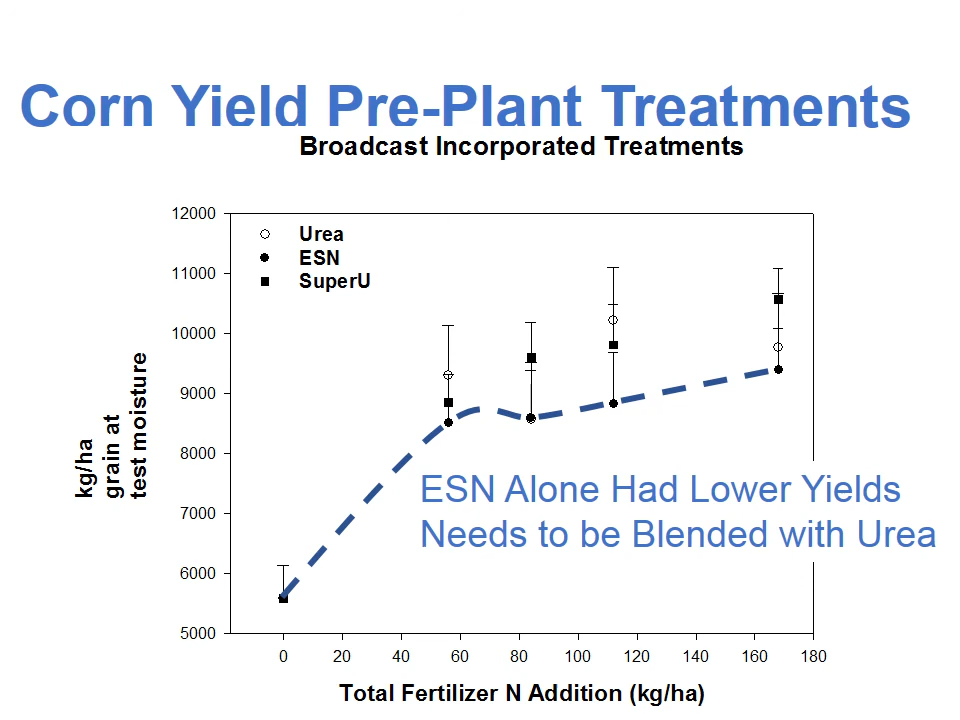 Corn Yield Pre-Plant Treatments
Broadcast Incorporated Treatments
12000
11000
10000
9000
8000
7000
6000
5000
Urea
ESN
SuperU
kg/ha
grain at
test moisture
ESN Alone Had Lower Yields
Needs to be Blended with Urea
0 20 40 60 80 100 120 140 160 180
Total Fertilizer N Addition (kg/ha)